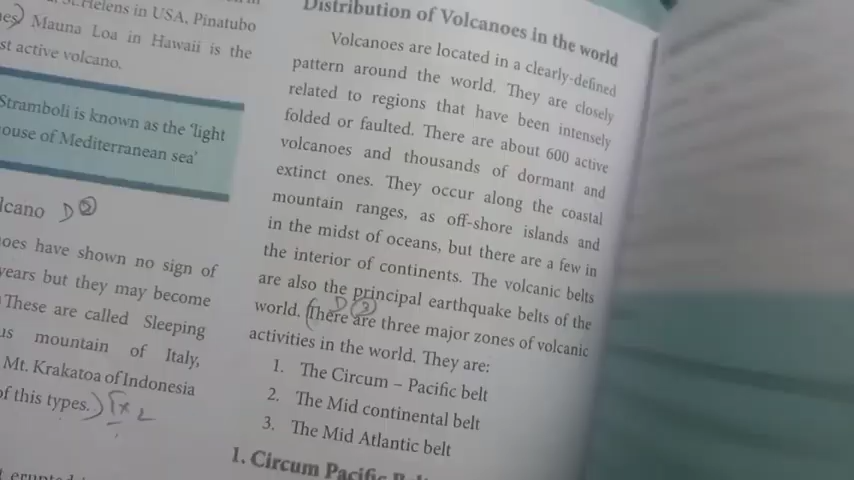 St.Helens in USA, Pinatubo
Mauna Loa in Hawaii is the
st active volcano.
Stramboli is known as the 'light
ouse of Mediterranean sea'
lcano D ②
oes have shown no sign of
years but they may become
These are called Sleeping
us mountain of Italy,
Mt. Krakatoa of Indonesia
of this types.)
Distribution of Volcanoes in the world
Volcanoes are located in a clearly-defined
pattern around the world. They are closely
related to regions that have been intensely
folded or faulted. There are about 600 active
volcanoes and thousands of dormant and
extinct ones. They occur along the coastal
mountain ranges, as off-shore islands and
in the midst of oceans, but there are a few in
the interior of continents. The volcanic belts
are also the principal earthquake belts of the
D ③
world. (There are three major zones of volcanic
activities in the world. They are:
1. The Circum – Pacific belt
2. The Mid continental belt
3. The Mid Atlantic belt
1. Circum Pacific